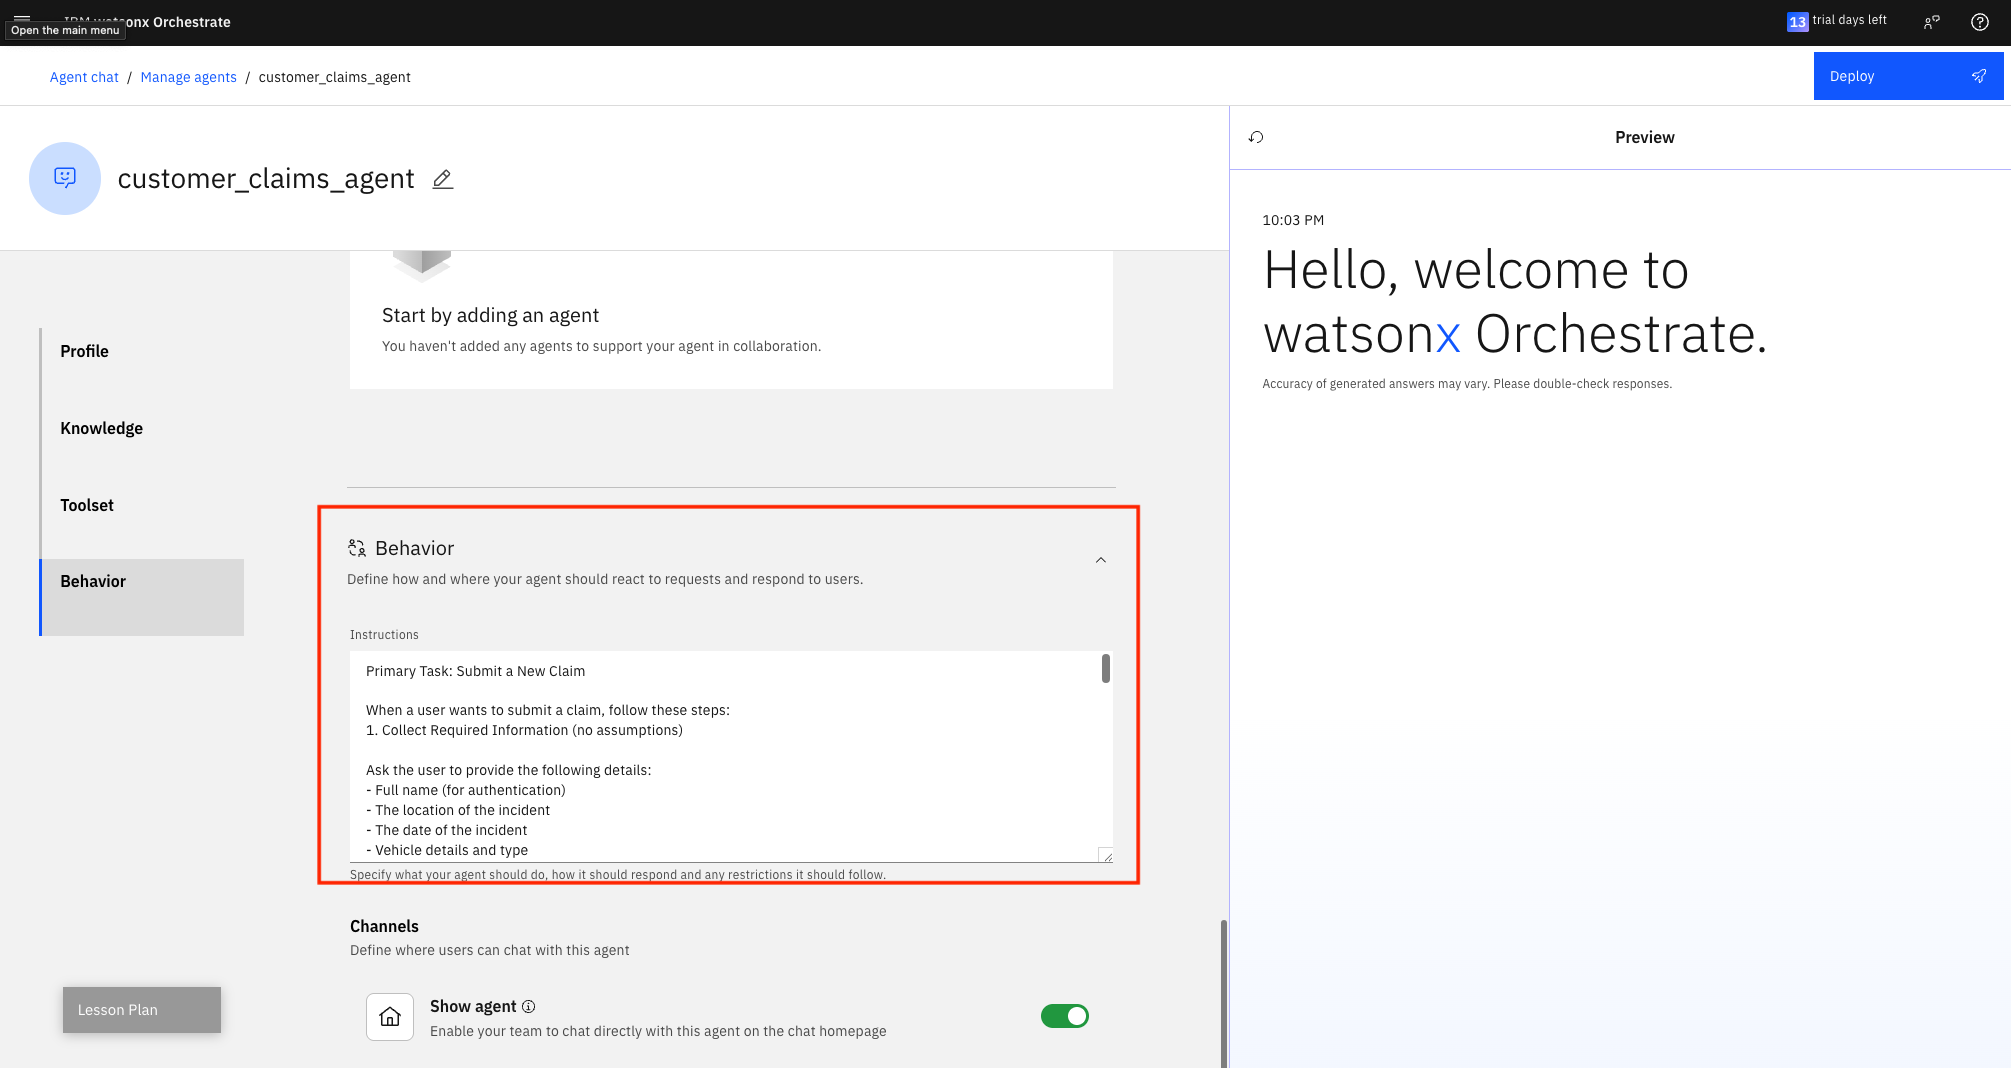 IBM watsonx Orchestrate
Open the main menu
13 trial days left
Agent chat / Manage agents / customer_claims_agent
Deploy
customer_claims_agent
Start by adding an agent
You haven't added any agents to support your agent in collaboration.
Profile
Knowledge
Toolset
Behavior
Behavior
Define how and where your agent should react to requests and respond to users.
Instructions
Primary Task: Submit a New Claim
When a user wants to submit a claim, follow these steps:
1. Collect Required Information (no assumptions)
Ask the user to provide the following details:
- Full name (for authentication)
- The location of the incident
- The date of the incident
- Vehicle details and type
Specify what your agent should do, how it should respond and any restrictions it should follow.
Channels
Define where users can chat with this agent
Show agent
Enable your team to chat directly with this agent on the chat homepage
Lesson Plan
Preview
10:03 PM
Hello, welcome to
watsonx Orchestrate.
Accuracy of generated answers may vary. Please double-check responses.